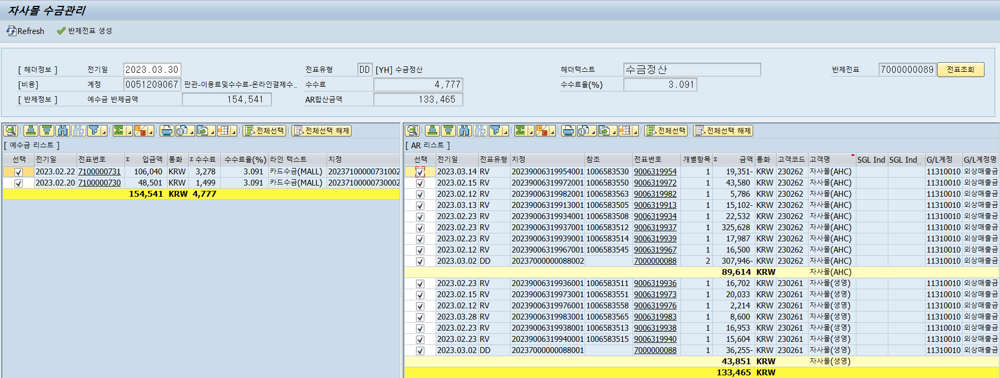 자사몰 수금관리
Refresh 반제전표 생성
[ 헤더정보 ] 전기일 2023.03.30 전표유형 DD [YH] 수금정산 헤더텍스트 수금정산 반제전표 7000000089 전표조회
[비용] 계정 0051209067 판관-이용료및수수료-온라인결제수... 수수료 4,777 수수료율(%) 3.091
[ 반제정보 ] 예수금 반제금액 154,541 AR합산금액 133,465
전체선택 전체선택 해제
[ 예수금 리스트 ]
선택 전기일 전표번호 Σ 입금액 통화 Σ 수수료 수수료율(%) 라인 텍스트 지정
2023.02.22 7100000731 106,040 KRW 3,278 3.091 카드수금(MALL) 202371000007310​02
2023.02.20 7100000730 48,501 KRW 1,499 3.091 카드수금(MALL) 202371000007300​02
154,541 KRW 4,777
전체선택 전체선택 해제
[ AR 리스트 ]
선택 전기일 전표유형 지정 참조 전표번호 개별항목 Σ 금액 통화 고객코드 고객명 SGL Ind SGL Ind... G/L계정 G/L계정명
2023.03.14 RV 20239006319954001 1006583530 9006319954 1 19,351- KRW 230262 자사몰(AHC) 11310010 외상매출금
2023.02.15 RV 20239006319972001 1006583550 9006319972 1 43,580 KRW 230262 자사몰(AHC) 11310010 외상매출금
2023.02.12 RV 20239006319982001 1006583563 9006319982 1 5,786 KRW 230262 자사몰(AHC) 11310010 외상매출금
2023.03.13 RV 20239006319913001 1006583505 9006319913 1 15,102- KRW 230262 자사몰(AHC) 11310010 외상매출금
2023.02.23 RV 20239006319934001 1006583508 9006319934 1 22,532 KRW 230262 자사몰(AHC) 11310010 외상매출금
2023.02.23 RV 20239006319937001 1006583512 9006319937 1 325,628 KRW 230262 자사몰(AHC) 11310010 외상매출금
2023.02.23 RV 20239006319939001 1006583514 9006319939 1 17,987 KRW 230262 자사몰(AHC) 11310010 외상매출금
2023.02.12 RV 20239006319967001 1006583545 9006319967 1 16,500 KRW 230262 자사몰(AHC) 11310010 외상매출금
2023.03.02 DD 20237000000088002 7000000088 2 307,946- KRW 230262 자사몰(AHC) 11310010 외상매출금
89,614 KRW 자사몰(AHC)
2023.02.23 RV 20239006319936001 1006583511 9006319936 1 16,702 KRW 230261 자사몰(생영) 11310010 외상매출금
2023.02.15 RV 20239006319973001 1006583551 9006319973 1 20,033 KRW 230261 자사몰(생영) 11310010 외상매출금
2023.02.12 RV 20239006319976001 1006583558 9006319976 1 2,214 KRW 230261 자사몰(생영) 11310010 외상매출금
2023.03.28 RV 20239006319983001 1006583565 9006319983 1 8,600 KRW 230261 자사몰(생영) 11310010 외상매출금
2023.02.23 RV 20239006319938001 1006583513 9006319938 1 16,953 KRW 230261 자사몰(생영) 11310010 외상매출금
2023.02.23 RV 20239006319940001 1006583515 9006319940 1 15,604 KRW 230261 자사몰(생영) 11310010 외상매출금
2023.03.02 DD 20237000000088001 7000000088 1 36,255- KRW 230261 자사몰(생영) 11310010 외상매출금
43,851 KRW 자사몰(생영)
133,465 KRW